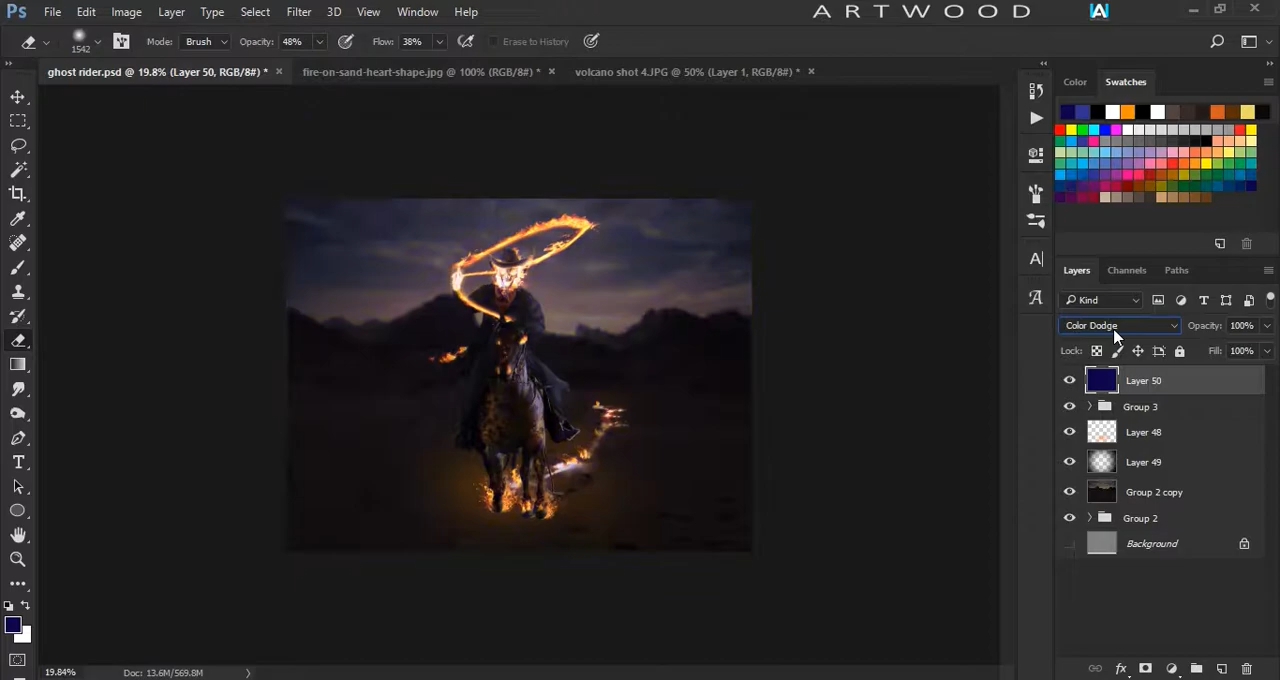 Ps File Edit Image Layer Type Select Filter 3D View Window Help ARTWOOD
1542 Mode: Brush Opacity: 48% Flow: 38% Erase to History
ghost rider.psd @ 19.8% (Layer 50, RGB/8#) * × fire-on-sand-heart-shape.jpg @ 100% (RGB/8#) * × volcano shot 4.JPG @ 50% (Layer 1, RGB/8#) * ×
Color Swatches
Layers Channels Paths
Kind
Color Dodge Opacity: 100%
Lock: Fill: 100%
Layer 50
Group 3
Layer 48
Layer 49
Group 2 copy
Group 2
Background
19.84% Doc: 13.6M/569.8M